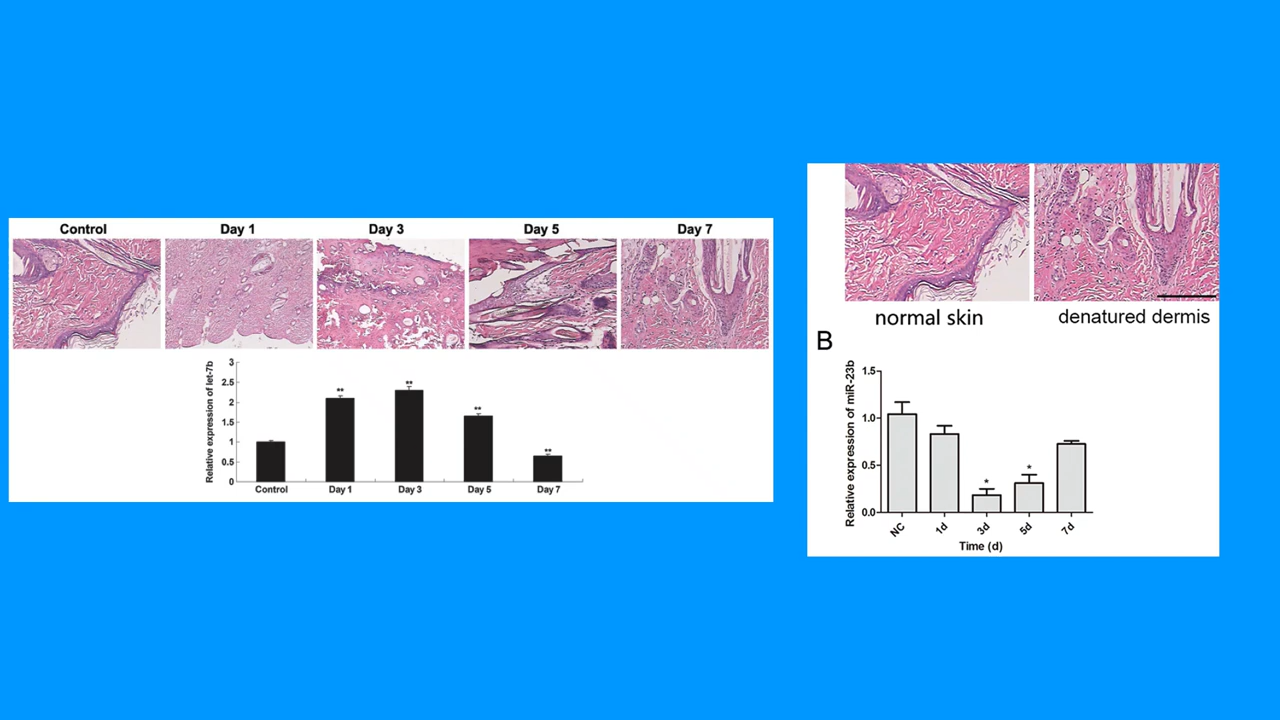 Control Day 1 Day 3 Day 5 Day 7
Relative expression of let-7b
3
2.5
2
1.5
1
0.5
0
** ** ** **
Control Day 1 Day 3 Day 5 Day 7
normal skin denatured dermis
B
Relative expression of miR-23b
1.5
1.0
0.5
0.0
* *
NC 1d 3d 5d 7d
Time (d)